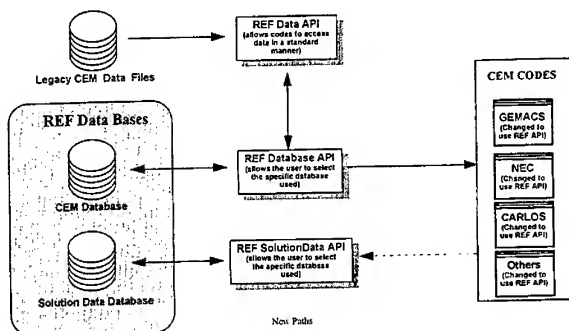 REF Data API
(allows codes to access
data in a standard
manner)
Legacy CEM Data Files
CEM CODES
GEMACS
(Changed to
use REF API)
REF Data Bases
REF Database API
(allows the user to select
the specific database
used)
NEC
(Changed to
use REF API)
CEM Database
CARLOS
(Changed to
use REF API)
REF SolutionData API
(allows the user to select
the specific database
used)
Others
(Changed to
use REF API)
Solution Data Database
New Paths